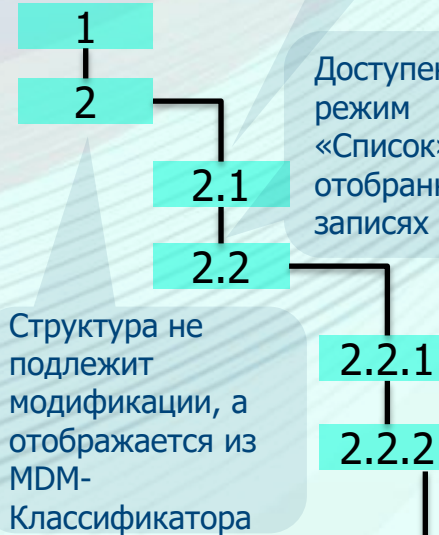 1
2
Доступен
режим
«Список»
отобранн
записях
2.1
2.2
Структура не
подлежит
модификации, а
отображается из
MDM-
Классификатора
2.2.1
2.2.2